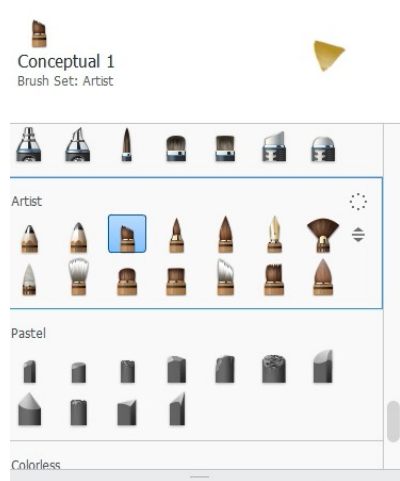 Conceptual 1
Brush Set: Artist
Artist
Pastel
Colorless